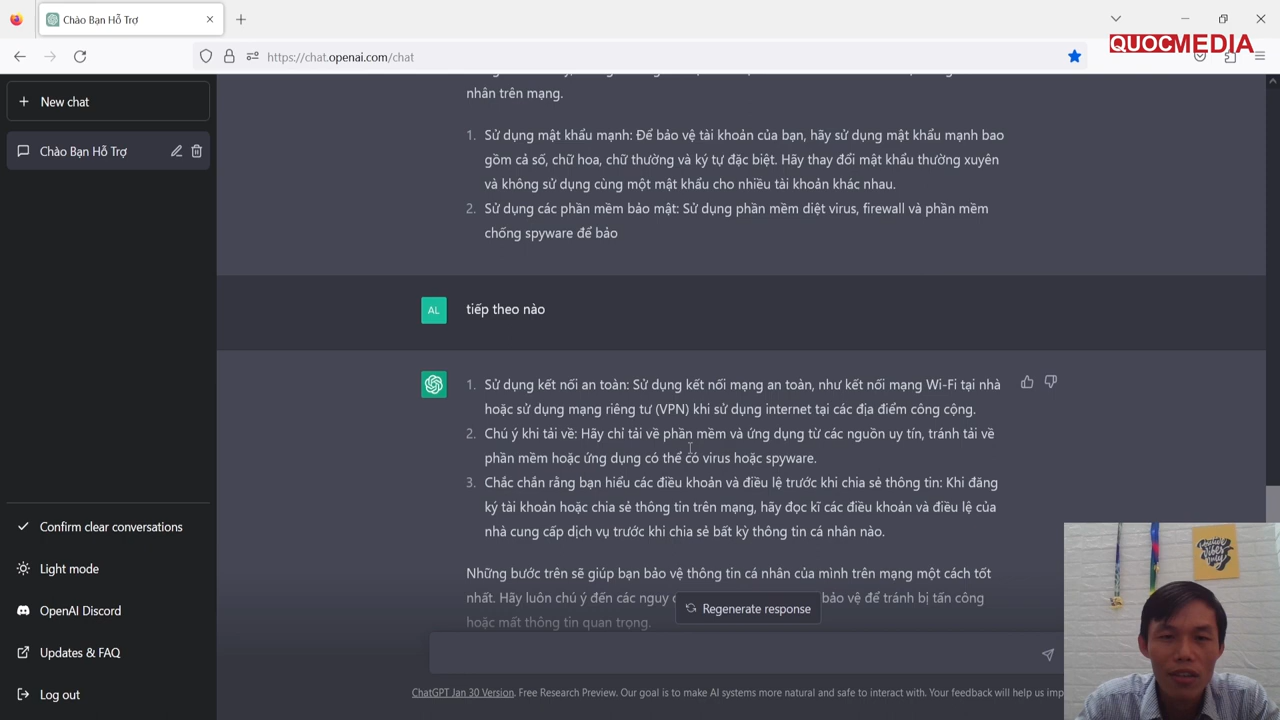 Chào Bạn Hỗ Trợ
https://chat.openai.com/chat
QUOCMEDIA
New chat
Chào Bạn Hỗ Trợ
nhân trên mạng.
1. Sử dụng mật khẩu mạnh: Để bảo vệ tài khoản của bạn, hãy sử dụng mật khẩu mạnh bao
gồm cả số, chữ hoa, chữ thường và ký tự đặc biệt. Hãy thay đổi mật khẩu thường xuyên
và không sử dụng cùng một mật khẩu cho nhiều tài khoản khác nhau.
2. Sử dụng các phần mềm bảo mật: Sử dụng phần mềm diệt virus, firewall và phần mềm
chống spyware để bảo
AL
tiếp theo nào
1. Sử dụng kết nối an toàn: Sử dụng kết nối mạng an toàn, như kết nối mạng Wi-Fi tại nhà
hoặc sử dụng mạng riêng tư (VPN) khi sử dụng internet tại các địa điểm công cộng.
2. Chú ý khi tải về: Hãy chỉ tải về phần mềm và ứng dụng từ các nguồn uy tín, tránh tải về
phần mềm hoặc ứng dụng có thể có virus hoặc spyware.
3. Chắc chắn rằng bạn hiểu các điều khoản và điều lệ trước khi chia sẻ thông tin: Khi đăng
ký tài khoản hoặc chia sẻ thông tin trên mạng, hãy đọc kĩ các điều khoản và điều lệ của
nhà cung cấp dịch vụ trước khi chia sẻ bất kỳ thông tin cá nhân nào.
Những bước trên sẽ giúp bạn bảo vệ thông tin cá nhân của mình trên mạng một cách tốt
nhất. Hãy luôn chú ý đến các nguy bảo vệ để tránh bị tấn công
hoặc mất thông tin quan trọng.
Regenerate response
Confirm clear conversations
Light mode
OpenAI Discord
Updates & FAQ
Log out
ChatGPT Jan 30 Version. Free Research Preview. Our goal is to make AI systems more natural and safe to interact with. Your feedback will help us
creative
vibes
only